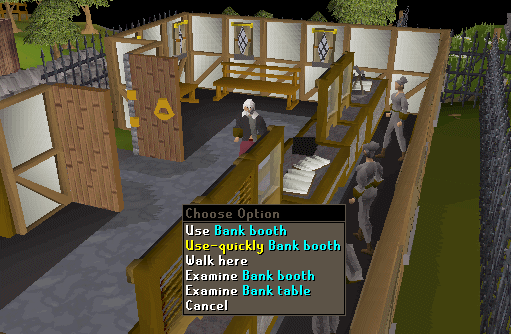 Choose Option
Use Bank booth
Use-quickly Bank booth
Walk here
Examine Bank booth
Examine Bank table
Cancel